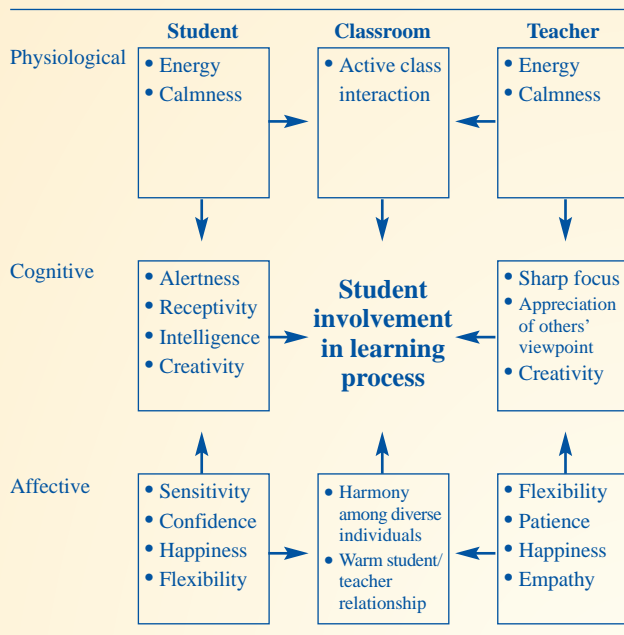 Student Classroom Teacher
Physiological
• Energy
• Calmness
• Active class
interaction
• Energy
• Calmness
Cognitive
• Alertness
• Receptivity
• Intelligence
• Creativity
Student
involvement
in learning
process
• Sharp focus
• Appreciation
of others’
viewpoint
• Creativity
Affective
• Sensitivity
• Confidence
• Happiness
• Flexibility
• Harmony
among diverse
individuals
• Warm student/
teacher
relationship
• Flexibility
• Patience
• Happiness
• Empathy